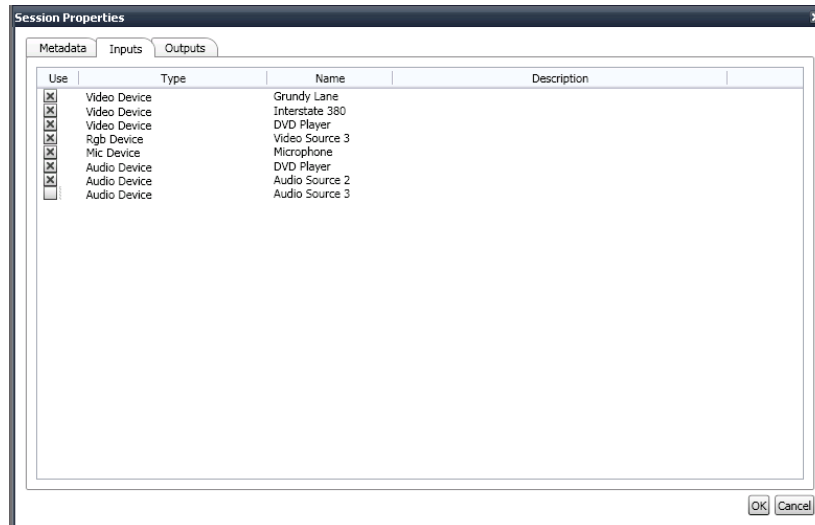 Session Properties
Metadata Inputs Outputs
Use Type Name Description
Video Device Grundy Lane
Video Device Interstate 380
Video Device DVD Player
Rgb Device Video Source 3
Mic Device Microphone
Audio Device DVD Player
Audio Device Audio Source 2
Audio Device Audio Source 3
OK Cancel